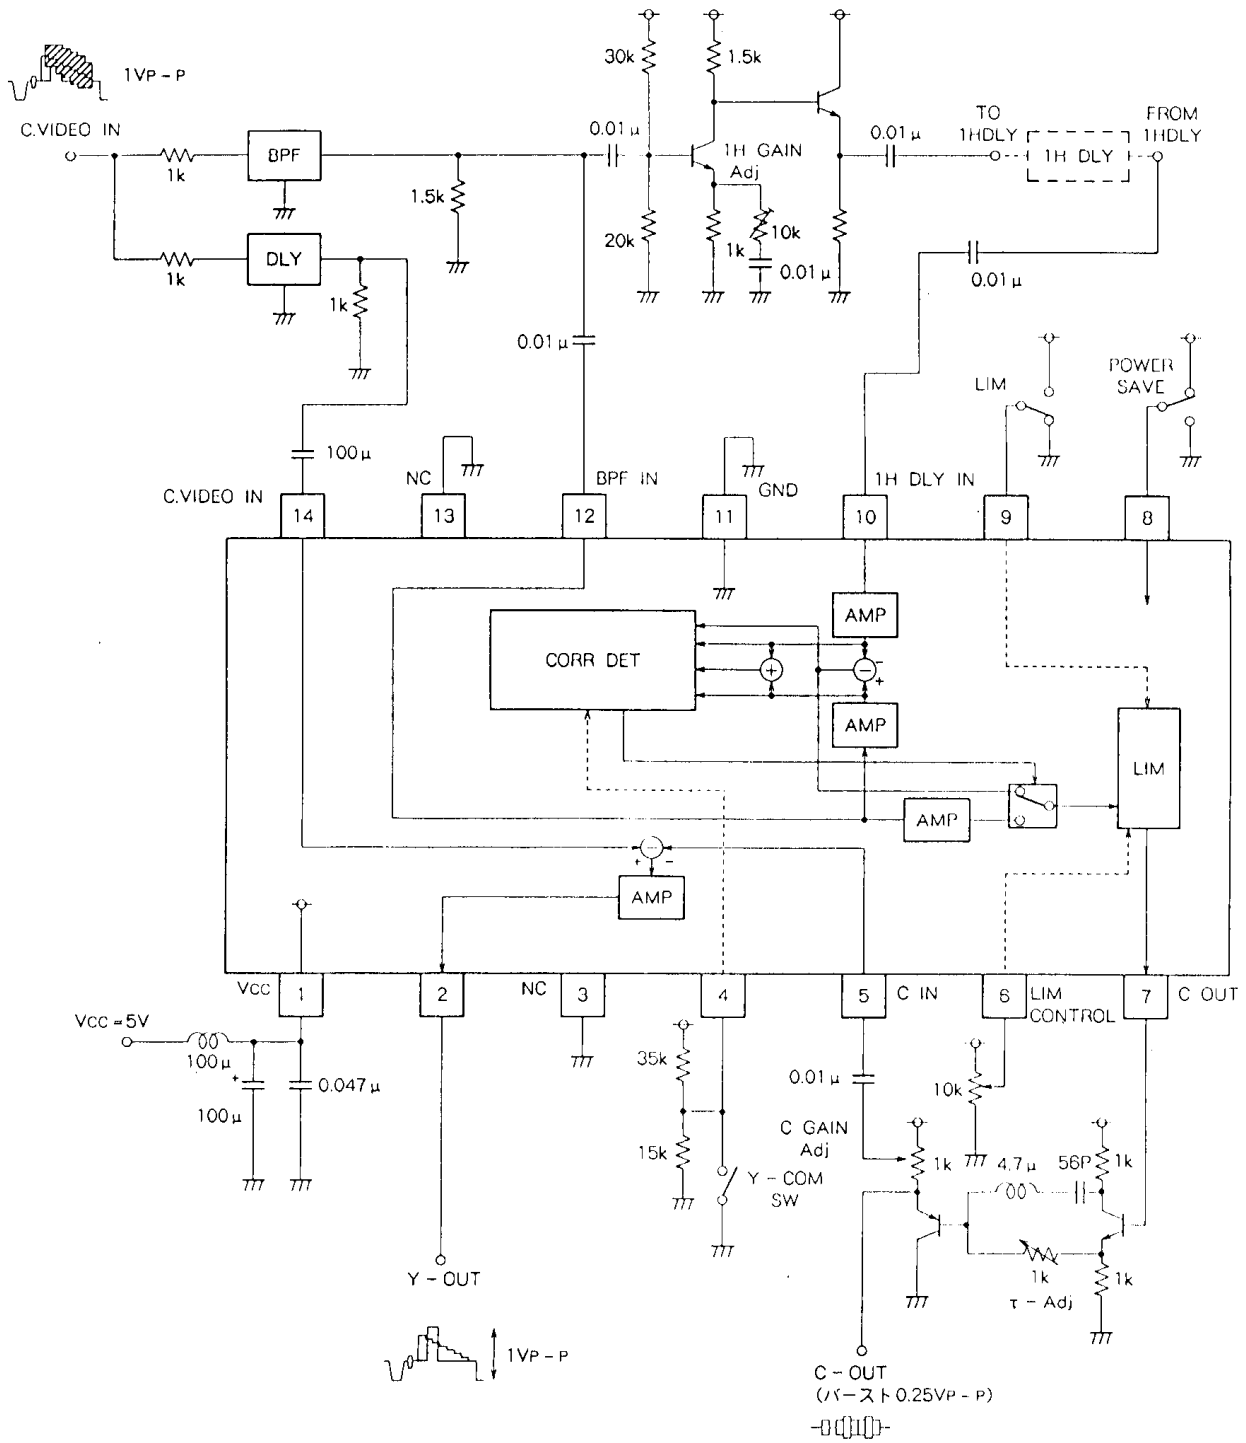 1VP-P
C.VIDEO IN
1k
BPF
1.5k
1k
DLY
1k
0.01μ
0.01μ
30k
20k
1.5k
1H GAIN
Adj
1k
10k
0.01μ
0.01μ
TO
1HDLY
1H DLY
FROM
1HDLY
0.01μ
LIM
POWER
SAVE
100μ
C.VIDEO IN
NC
BPF IN
GND
1H DLY IN
14
13
12
11
10
9
8
AMP
CORR DET
+
−
−
+
AMP
LIM
AMP
−
+
−
AMP
VCC
1
2
NC
3
4
5
C IN
6
LIM
CONTROL
7
C OUT
VCC=5V
100μ
+
100μ
0.047μ
35k
15k
Y-COM
SW
0.01μ
C GAIN
Adj
1k
10k
4.7μ
56P
1k
1k
τ-Adj
1k
Y-OUT
1VP-P
C-OUT
(バースト0.25VP-P)